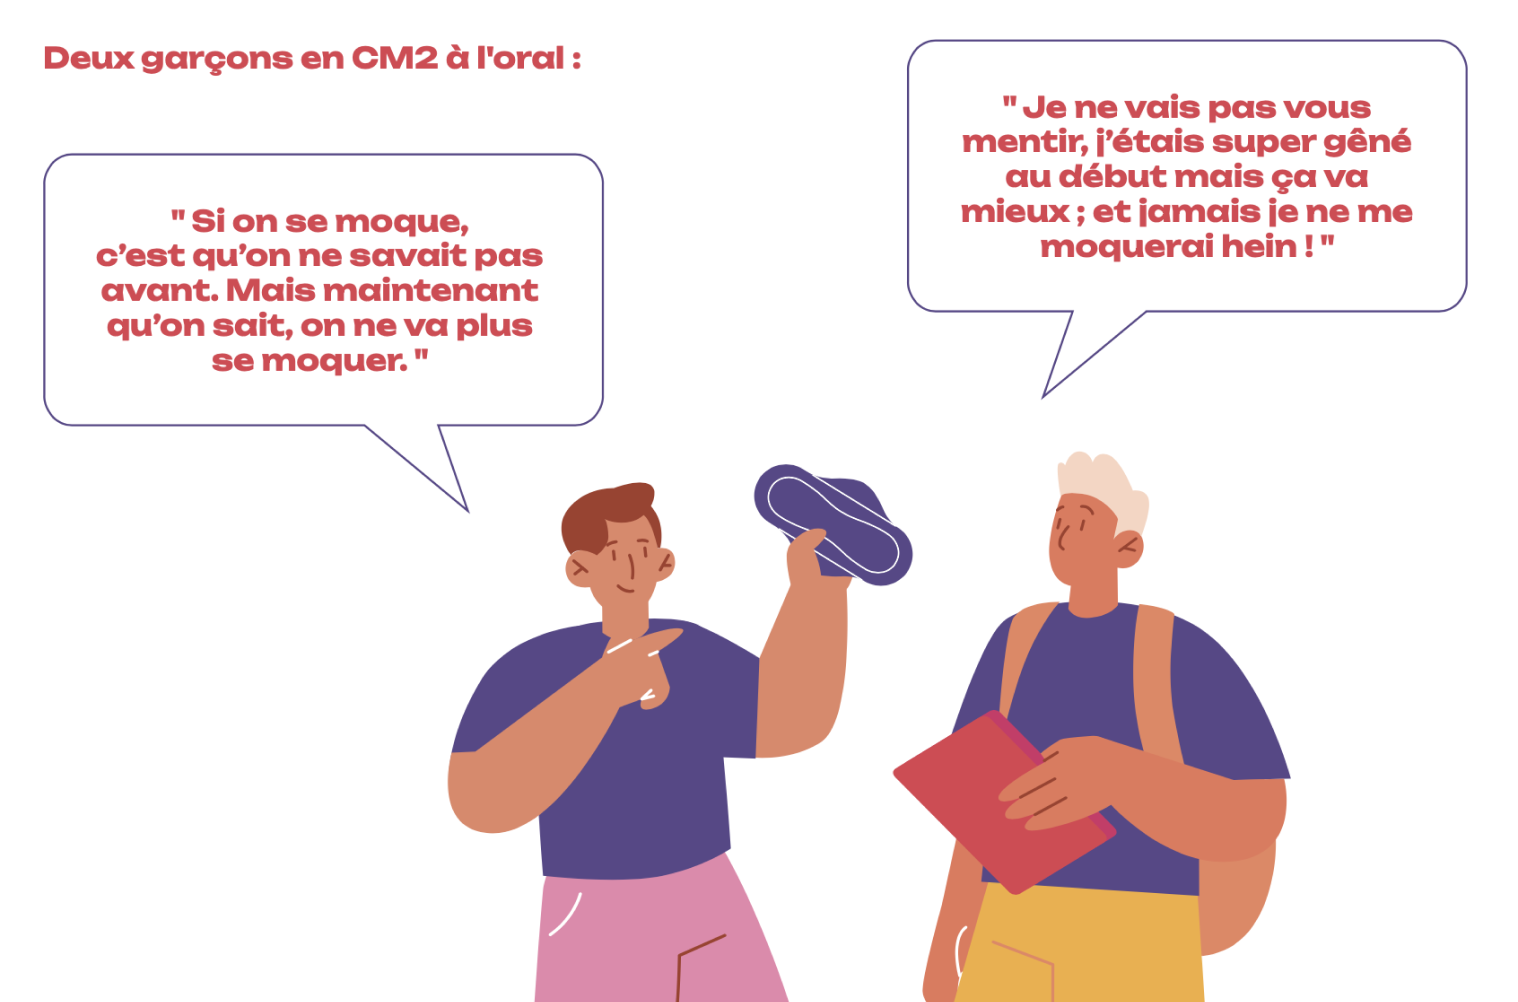 Deux garçons en CM2 à l'oral :
" Si on se moque,
c’est qu’on ne savait pas
avant. Mais maintenant
qu’on sait, on ne va plus
se moquer. "
" Je ne vais pas vous
mentir, j’étais super gêné
au début mais ça va
mieux ; et jamais je ne me
moquerai hein ! "